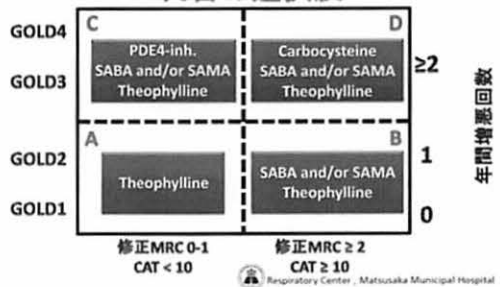 GOLD4
GOLD3
GOLD2
GOLD1
C
PDE4-inh.
SABA and/or SAMA
Theophylline
D
Carbocysteine
SABA and/or SAMA
Theophylline
A
Theophylline
B
SABA and/or SAMA
Theophylline
≥2
1
0
年間増悪回数
修正MRC 0-1
CAT < 10
修正MRC ≥ 2
CAT ≥ 10
Respiratory Center , Matsusaka Municipal Hospital